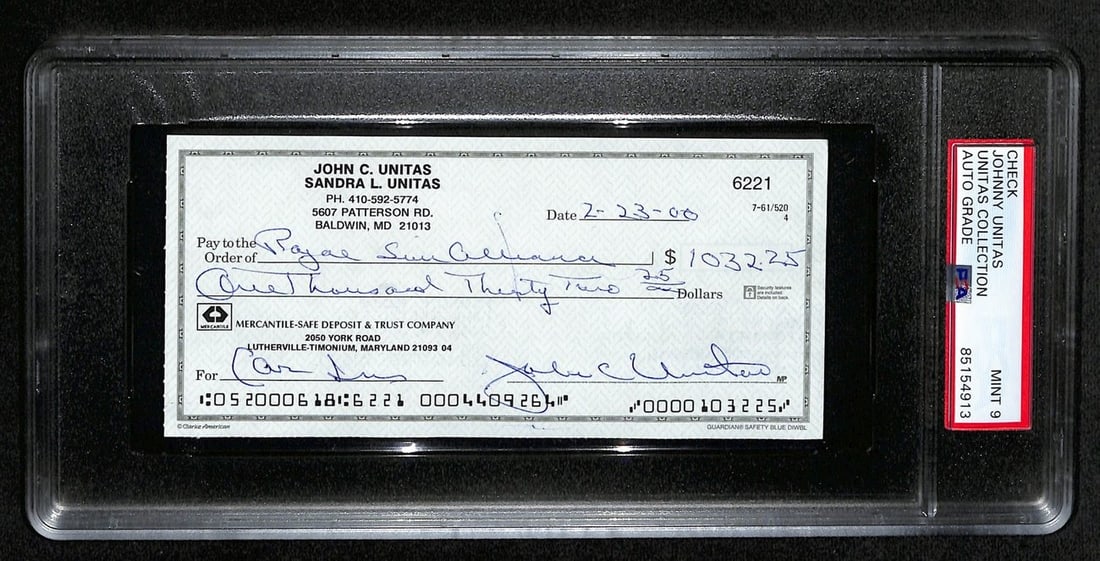 JOHN C. UNITAS
SANDRA L. UNITAS
PH. 410-592-5774
5607 PATTERSON RD.
BALDWIN, MD 21013
6221
7-61/520
4
Date 2-23-00
Pay to the
Order of Royal Sun Alliance $ 1032.25
One Thousand Thirty Two 25/00 Dollars
Security features
are included.
Details on back.
MERCANTILE
MERCANTILE-SAFE DEPOSIT & TRUST COMPANY
2050 YORK ROAD
LUTHERVILLE-TIMONIUM, MARYLAND 21093 04
For Car Ins John C Unitas MP
⑆052000618⑆6221 0004409264⑈ ⑇0000103225⑇
© Clarke American
GUARDIAN® SAFETY BLUE DWBL
CHECK
JOHNNY UNITAS
UNITAS COLLECTION
AUTO GRADE
MINT 9
85154913
PSA